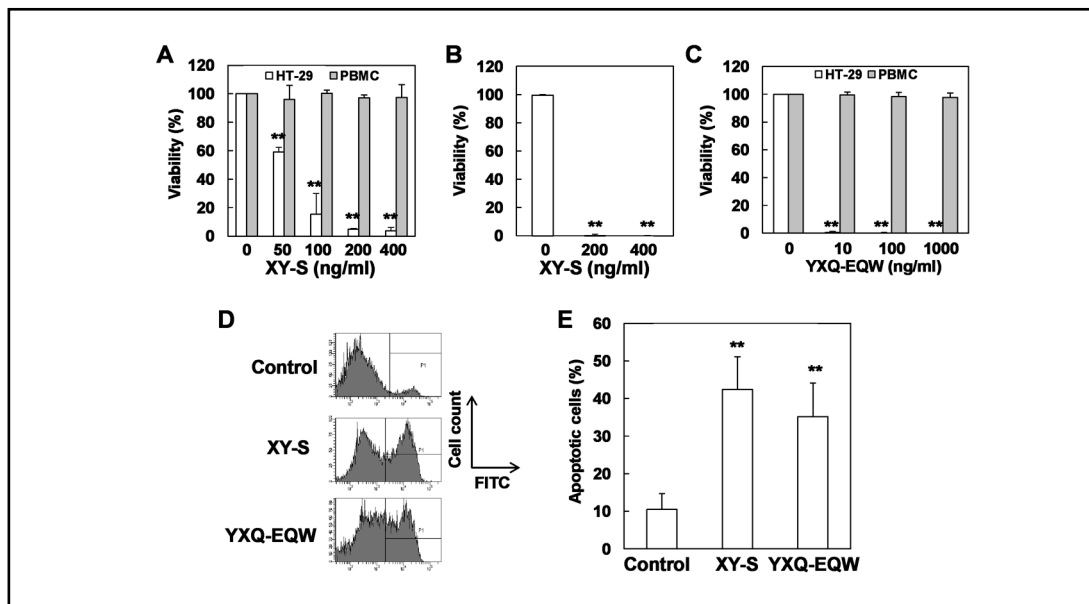 A
HT-29 PBMC
120
100
80
60
40
20
0
Viability (%)
** ** ** **
0 50 100 200 400
XY-S (ng/ml)
B
120
100
80
60
40
20
0
Viability (%)
** **
0 200 400
XY-S (ng/ml)
C
HT-29 PBMC
120
100
80
60
40
20
0
Viability (%)
** ** **
0 10 100 1000
YXQ-EQW (ng/ml)
D
Control
P1
XY-S
P1
YXQ-EQW
P1
Cell count
FITC
E
60
50
40
30
20
10
0
Apoptotic cells (%)
** **
Control XY-S YXQ-EQW